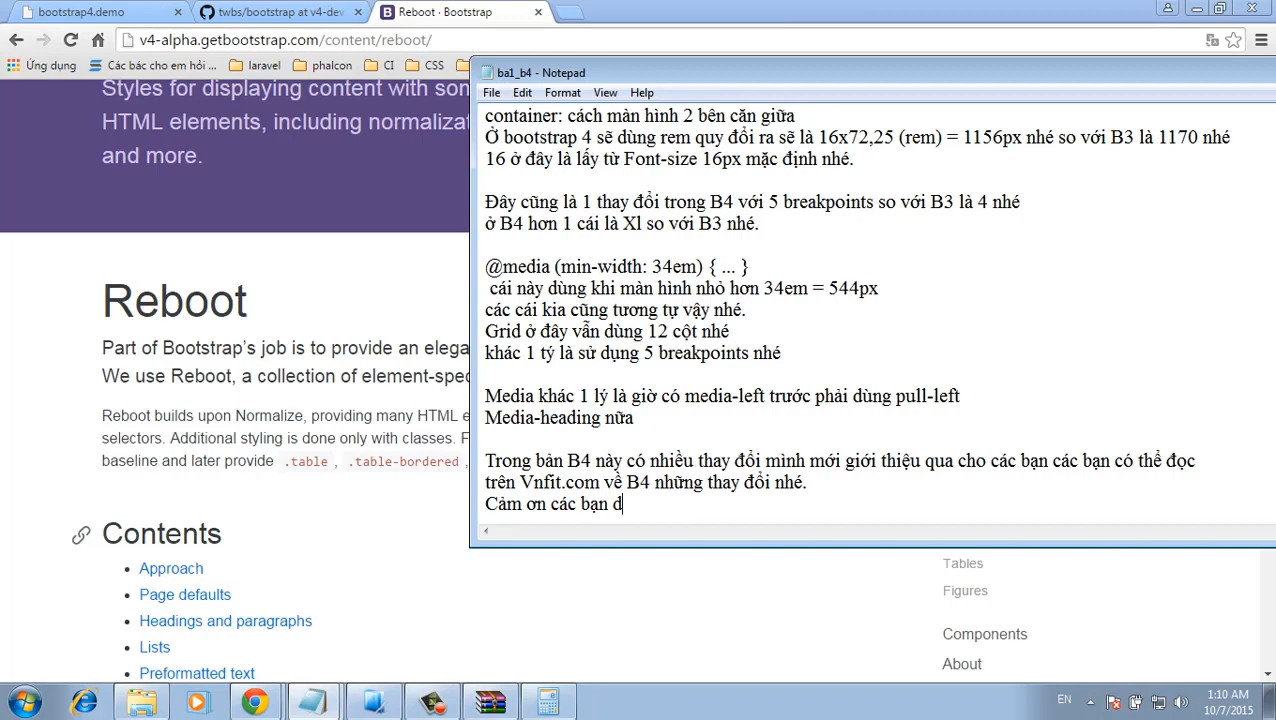 bootstrap4.demo
twbs/bootstrap at v4-dev
Reboot · Bootstrap
v4-alpha.getbootstrap.com/content/reboot/
Ứng dụng
Các bác cho em hỏi ...
laravel
phalcon
CI
CSS
Styles for displaying content with som
HTML elements, including normalizat
and more.
Reboot
Part of Bootstrap's job is to provide an elega
We use Reboot, a collection of element-spec
Reboot builds upon Normalize, providing many HTML e
selectors. Additional styling is done only with classes. F
baseline and later provide .table , .table-bordered ,
Contents
Approach
Page defaults
Headings and paragraphs
Lists
Preformatted text
ba1_b4 - Notepad
File Edit Format View Help
container: cách màn hình 2 bên căn giữa
Ở bootstrap 4 sẽ dùng rem quy đổi ra sẽ là 16x72,25 (rem) = 1156px nhé so với B3 là 1170 nhé
16 ở đây là lấy từ Font-size 16px mặc định nhé.
Đây cũng là 1 thay đổi trong B4 với 5 breakpoints so với B3 là 4 nhé
ở B4 hơn 1 cái là Xl so với B3 nhé.
@media (min-width: 34em) { ... }
cái này dùng khi màn hình nhỏ hơn 34em = 544px
các cái kia cũng tương tự vậy nhé.
Grid ở đây vẫn dùng 12 cột nhé
khác 1 tý là sử dụng 5 breakpoints nhé
Media khác 1 lý là giờ có media-left trước phải dùng pull-left
Media-heading nữa
Trong bản B4 này có nhiều thay đổi mình mới giới thiệu qua cho các bạn các bạn có thể đọc
trên Vnfit.com về B4 những thay đổi nhé.
Cảm ơn các bạn d
Tables
Figures
Components
About
EN
1:10 AM
10/7/2015